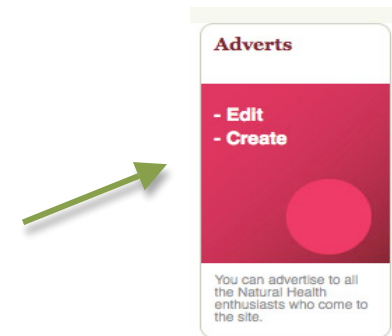 Adverts
- Edit
- Create
You can advertise to all
the Natural Health
enthusiasts who come to
the site.